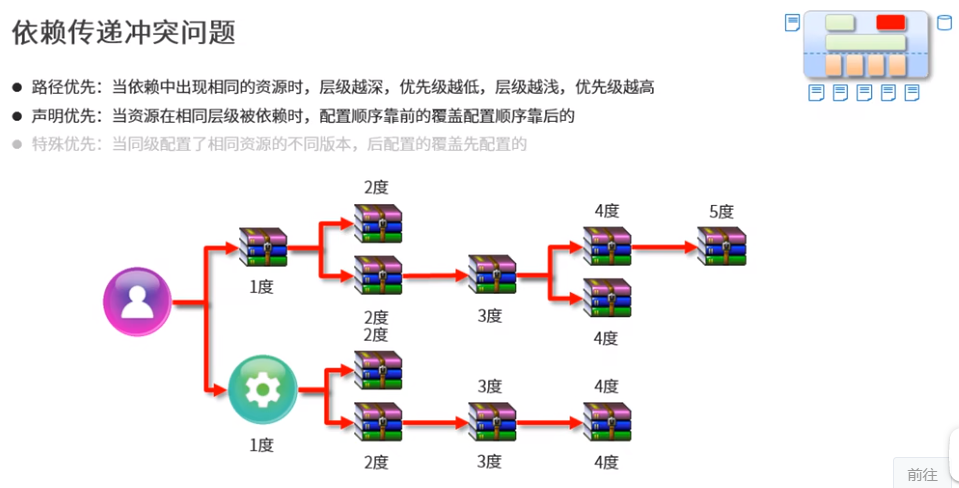 依赖传递冲突问题
路径优先：当依赖中出现相同的资源时，层级越深，优先级越低，层级越浅，优先级越高
声明优先：当资源在相同层级被依赖时，配置顺序靠前的覆盖配置顺序靠后的
特殊优先：当同级配置了相同资源的不同版本，后配置的覆盖先配置的
2度
4度
5度
1度
2度
3度
4度
2度
3度
4度
1度
2度
3度
4度
前往